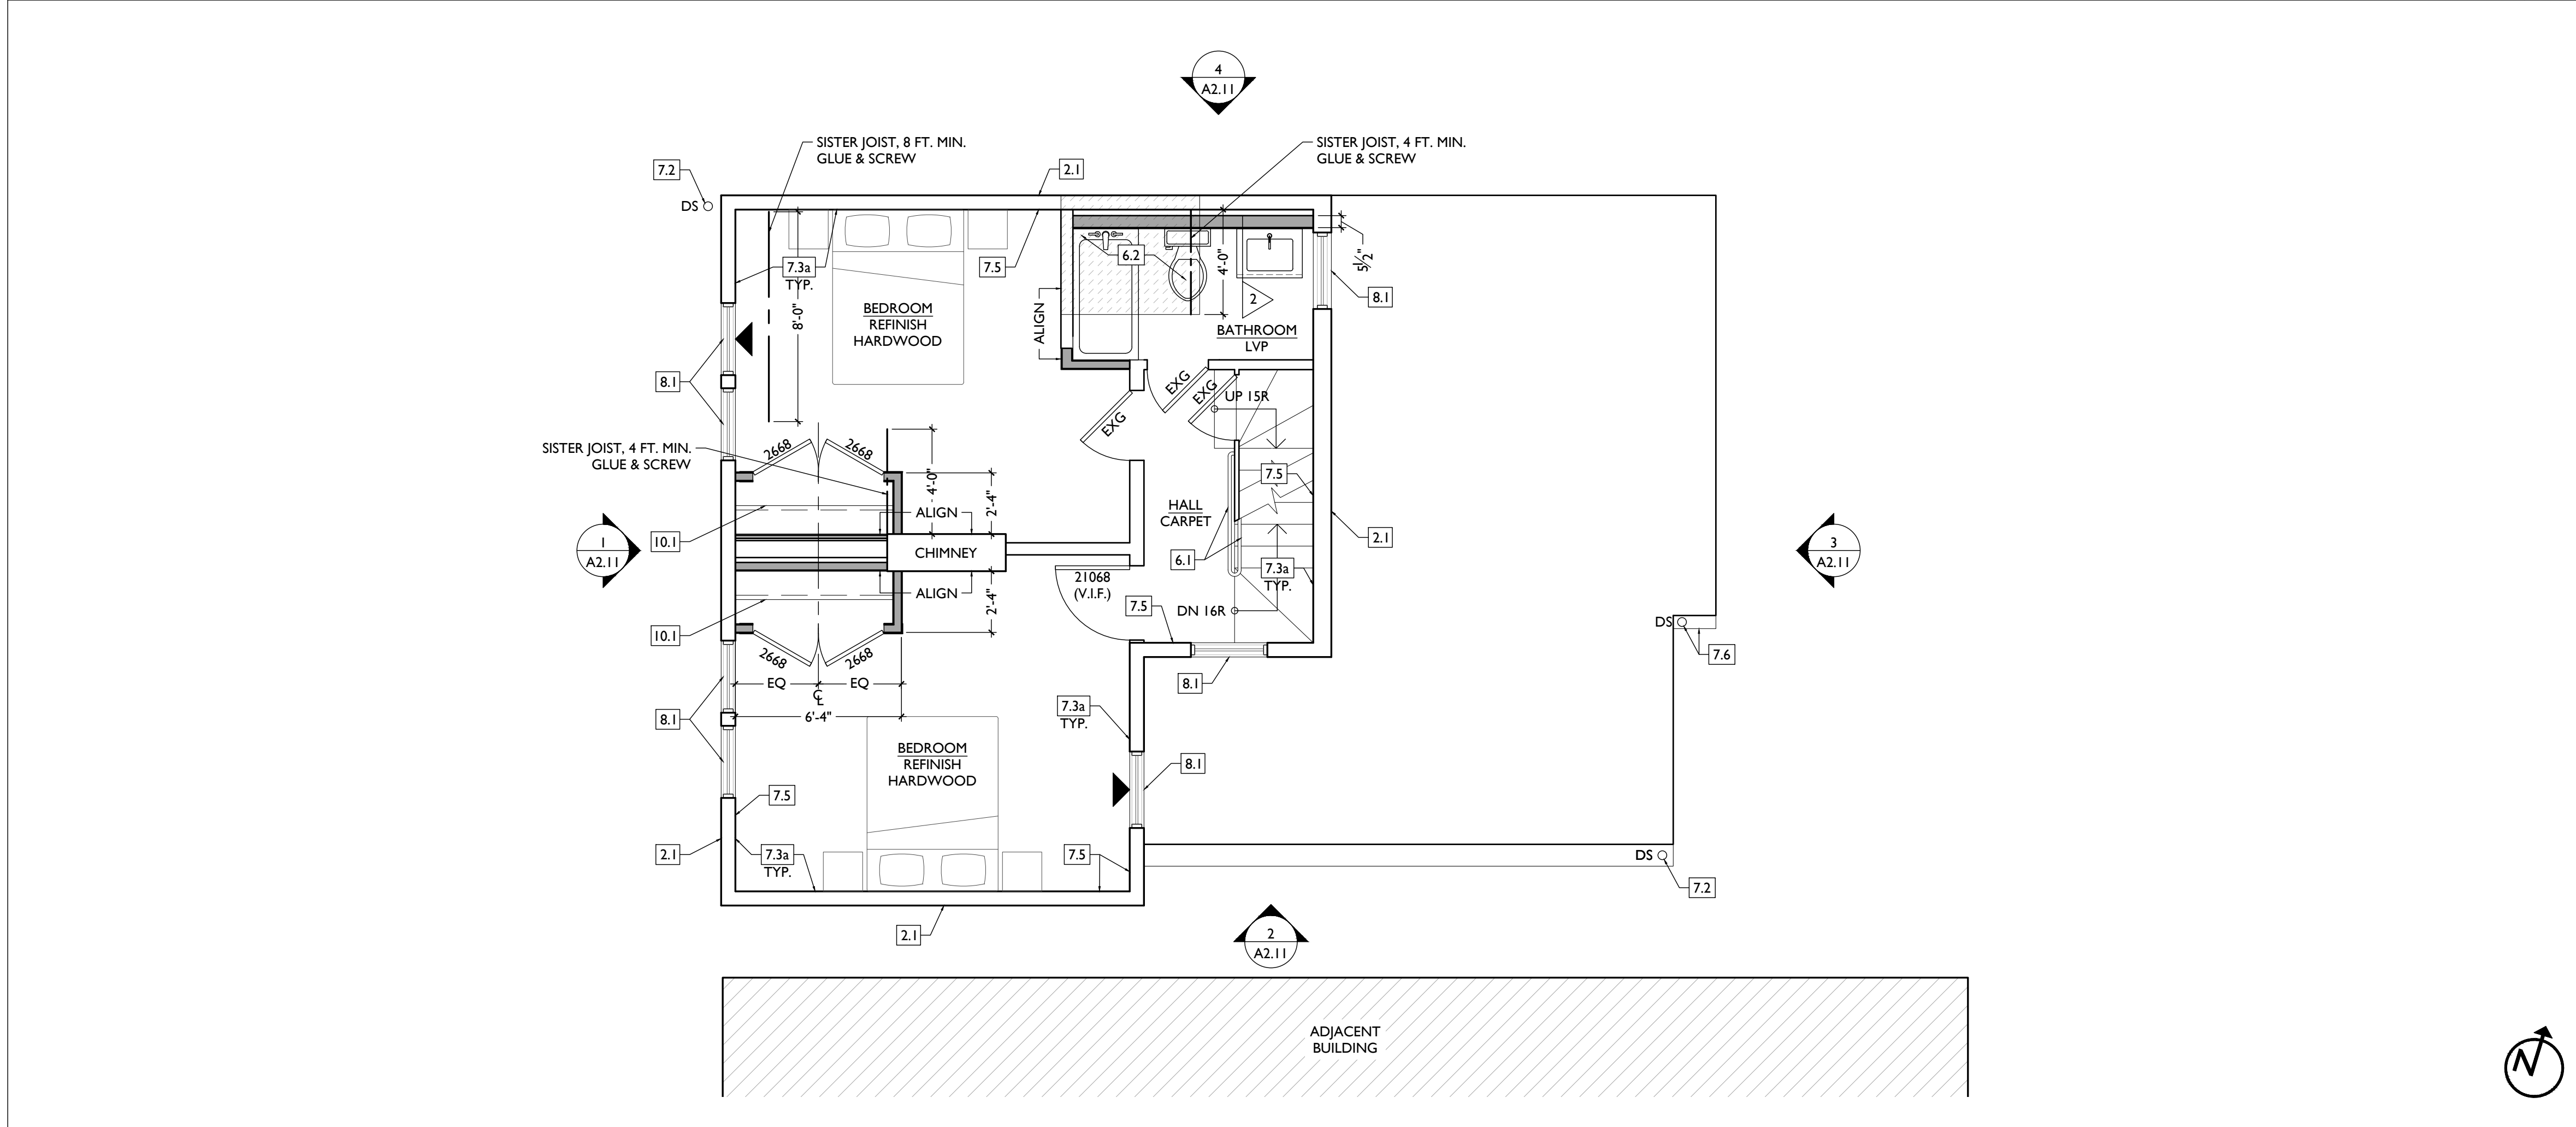 4
A2.11
SISTER JOIST, 8 FT. MIN.
GLUE & SCREW
SISTER JOIST, 4 FT. MIN.
GLUE & SCREW
7.2
2.1
DS
7.3a
TYP.
8'-0"
BEDROOM
REFINISH
HARDWOOD
7.5
ALIGN
6.2
4'-0"
2
BATHROOM
LVP
5 1/2"
8.1
8.1
EXG
EXG
EXG
UP 15R
SISTER JOIST, 4 FT. MIN.
GLUE & SCREW
2668
2668
4'-0"
2'-4"
ALIGN
7.5
HALL
CARPET
10.1
1
A2.11
CHIMNEY
6.1
2.1
3
A2.11
21068
(V.I.F.)
7.3a
TYP.
ALIGN
2'-4"
7.5
DN 16R
10.1
DS
7.6
2668
2668
EQ
EQ
CL
6'-4"
8.1
8.1
7.3a
TYP.
BEDROOM
REFINISH
HARDWOOD
8.1
7.5
2.1
7.3a
TYP.
7.5
DS
7.2
2.1
2
A2.11
ADJACENT
BUILDING
N